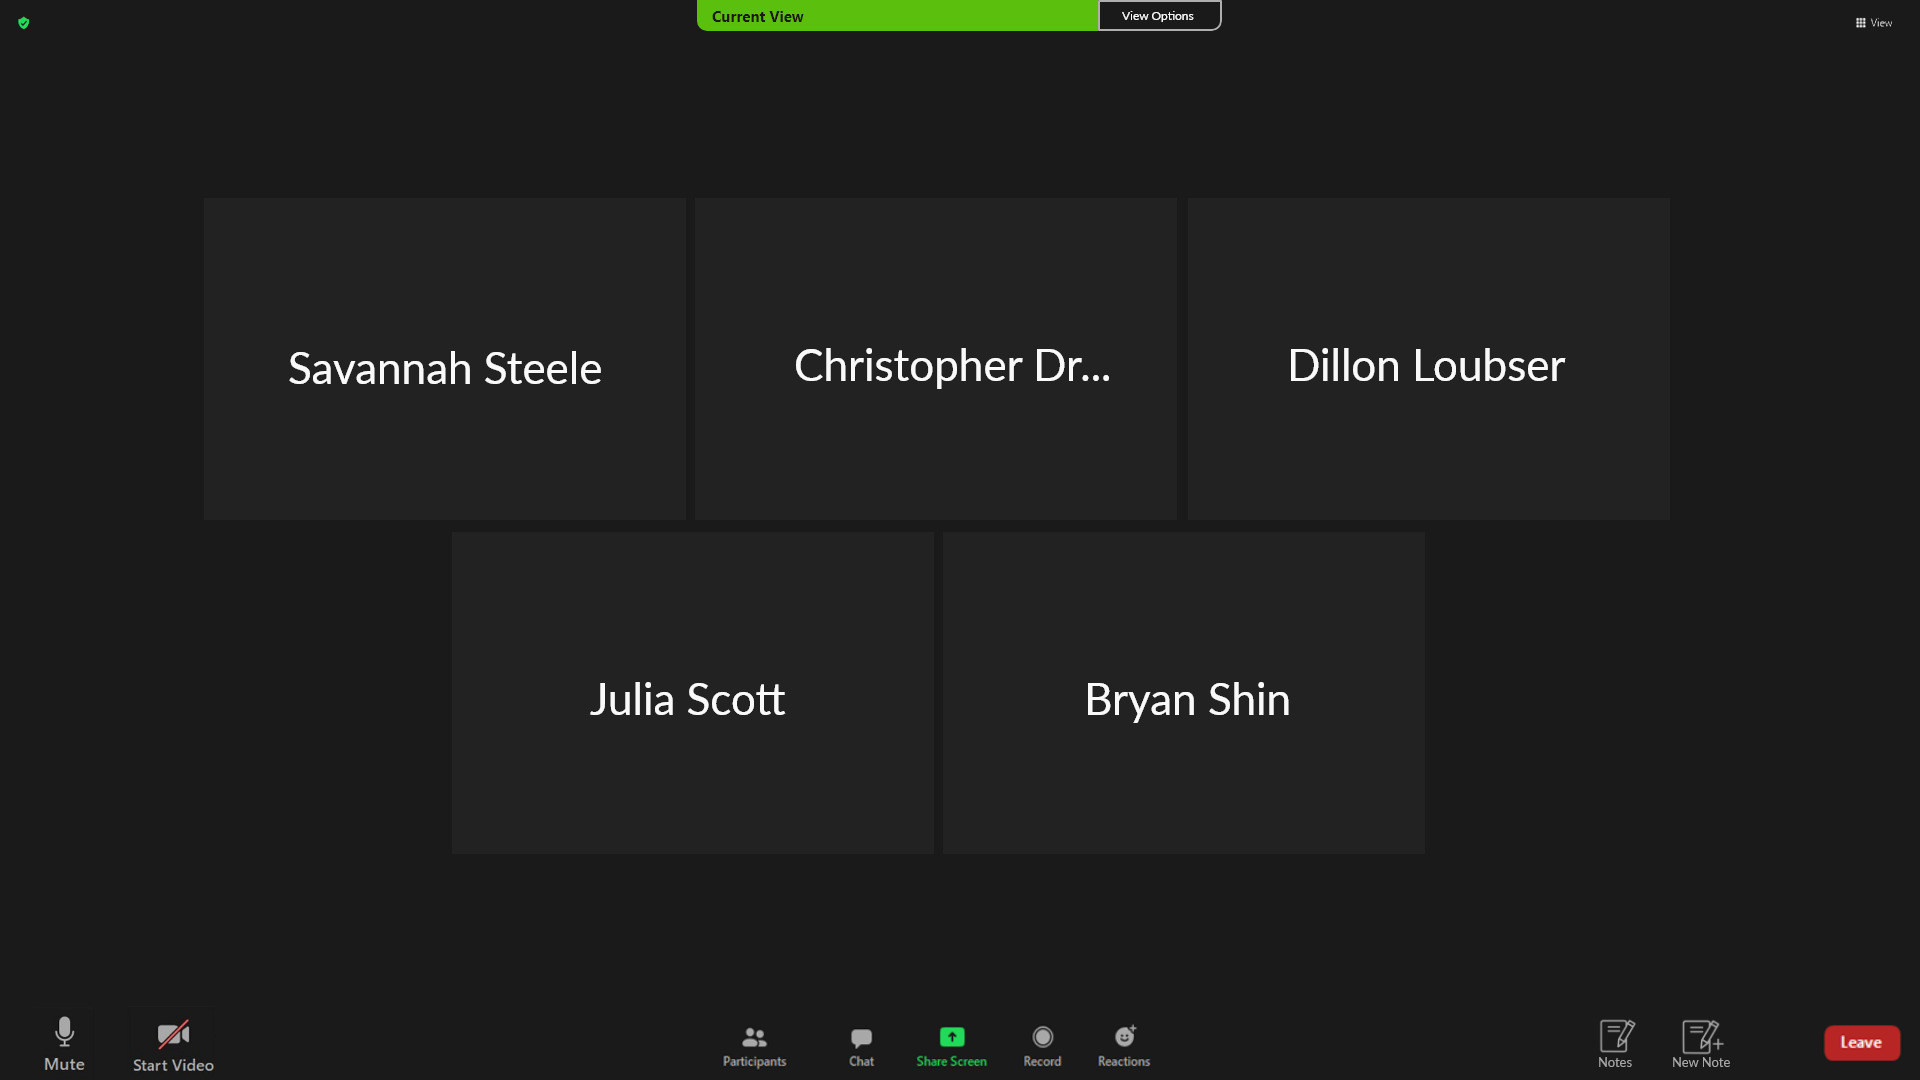 Current View
View Options
View
Savannah Steele
Christopher Dr...
Dillon Loubser
Julia Scott
Bryan Shin
Mute
Start Video
Participants
Chat
Share Screen
Record
Reactions
Notes
New Note
Leave